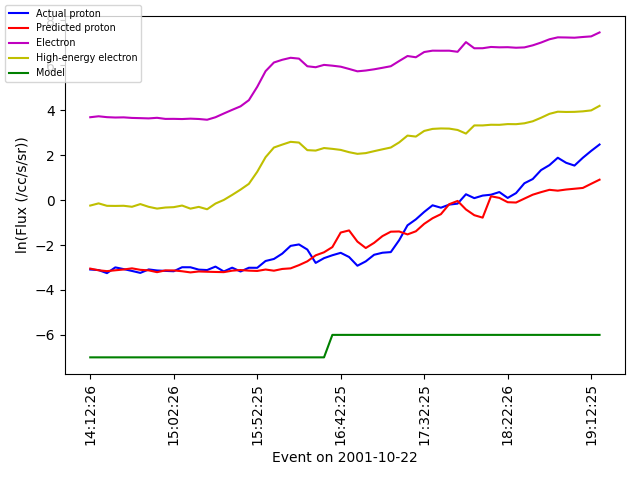 Actual proton
Predicted proton
Electron
High-energy electron
Model
4
2
0
−2
−4
−6
ln(Flux (/cc/s/sr))
14:12:26
15:02:26
15:52:25
16:42:25
17:32:25
18:22:26
19:12:25
Event on 2001-10-22